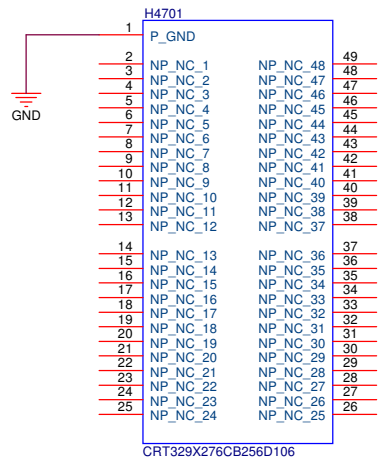 H4701
1 P_GND
GND
2 NP_NC_1 NP_NC_48 49
3 NP_NC_2 NP_NC_47 48
4 NP_NC_3 NP_NC_46 47
5 NP_NC_4 NP_NC_45 46
6 NP_NC_5 NP_NC_44 45
7 NP_NC_6 NP_NC_43 44
8 NP_NC_7 NP_NC_42 43
9 NP_NC_8 NP_NC_41 42
10 NP_NC_9 NP_NC_40 41
11 NP_NC_10 NP_NC_39 40
12 NP_NC_11 NP_NC_38 39
13 NP_NC_12 NP_NC_37 38
14 NP_NC_13 NP_NC_36 37
15 NP_NC_14 NP_NC_35 36
16 NP_NC_15 NP_NC_34 35
17 NP_NC_16 NP_NC_33 34
18 NP_NC_17 NP_NC_32 33
19 NP_NC_18 NP_NC_31 32
20 NP_NC_19 NP_NC_30 31
21 NP_NC_20 NP_NC_29 30
22 NP_NC_21 NP_NC_28 29
23 NP_NC_22 NP_NC_27 28
24 NP_NC_23 NP_NC_26 27
25 NP_NC_24 NP_NC_25 26
CRT329X276CB256D106